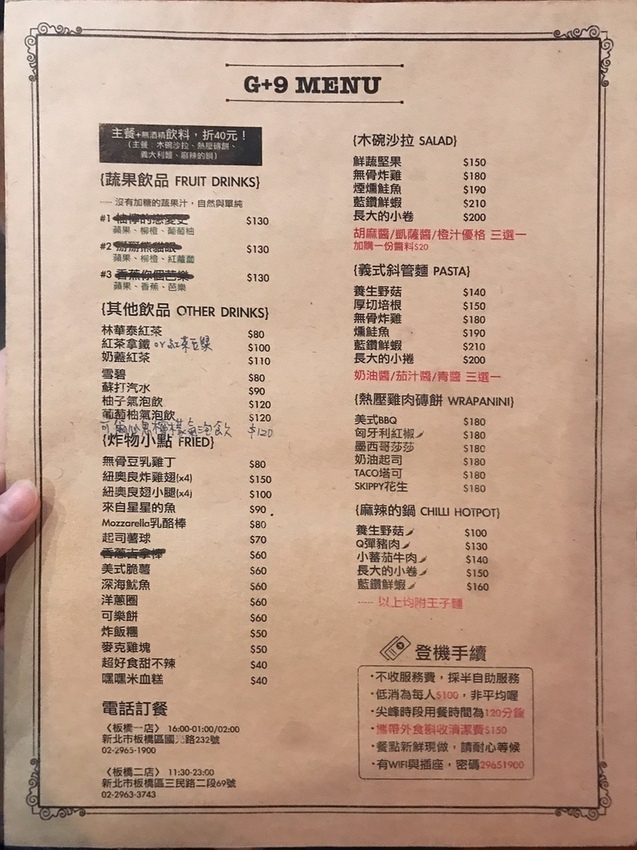 G+9 MENU
主餐+無酒精飲料，折40元！
(主餐：木碗沙拉、熱壓磚餅、
義大利麵、麻辣的鍋)
{蔬果飲品 FRUIT DRINKS}
---- 沒有加糖的蔬果汁，自然與單純
#1 $130
蘋果、柳橙、葡萄柚
#2 $130
蘋果、柳橙、紅蘿蔔
#3 香蕉你個芭樂 $130
蘋果、香蕉、芭樂
{其他飲品 OTHER DRINKS}
林華泰紅茶 $80
紅茶拿鐵 or 紅茶豆漿 $100
奶蓋紅茶 $110
雪碧 $80
蘇打汽水 $90
柚子氣泡飲 $120
葡萄柚氣泡飲 $120
氣泡飲 $120
{炸物小點 FRIED}
無骨豆乳雞丁 $80
紐奧良炸雞翅(x4) $150
紐奧良翅小腿(x4) $100
來自星星的魚 $90
Mozzarella乳酪棒 $80
起司薯球 $70
$60
美式脆薯 $60
深海魷魚 $60
洋蔥圈 $60
可樂餅 $60
炸飯糰 $50
麥克雞塊 $50
超好食甜不辣 $40
嘿嘿米血糕 $40
電話訂餐
〈板橋一店〉 16:00-01:00/02:00
新北市板橋區國光路232號
02-2965-1900
〈板橋二店〉 11:30-23:00
新北市板橋區三民路二段69號
02-2963-3743
{木碗沙拉 SALAD}
鮮蔬堅果 $150
無骨炸雞 $180
煙燻鮭魚 $190
藍鑽鮮蝦 $210
長大的小卷 $200
胡麻醬/凱薩醬/橙汁優格 三選一
加購一份醬料$20
{義式斜管麵 PASTA}
養生野菇 $140
厚切培根 $150
無骨炸雞 $180
燻鮭魚 $190
藍鑽鮮蝦 $210
長大的小捲 $200
奶油醬/茄汁醬/青醬 三選一
{熱壓雞肉磚餅 WRAPANINI}
美式BBQ $180
匈牙利紅椒 $180
墨西哥莎莎 $180
奶油起司 $180
TACO塔可 $180
SKIPPY花生 $180
{麻辣的鍋 CHILLI HOTPOT}
養生野菇 $100
Q彈豬肉 $130
小蕃茄牛肉 $140
長大的小卷 $150
藍鑽鮮蝦 $160
---- 以上均附王子麵
登機手續
·不收服務費，採半自助服務
·低消為每人$100，非平均喔
·尖峰時段用餐時間為120分鐘
·攜帶外食酌收清潔費$150
·餐點新鮮現做，請耐心等候
·有WIFI與插座，密碼29651900